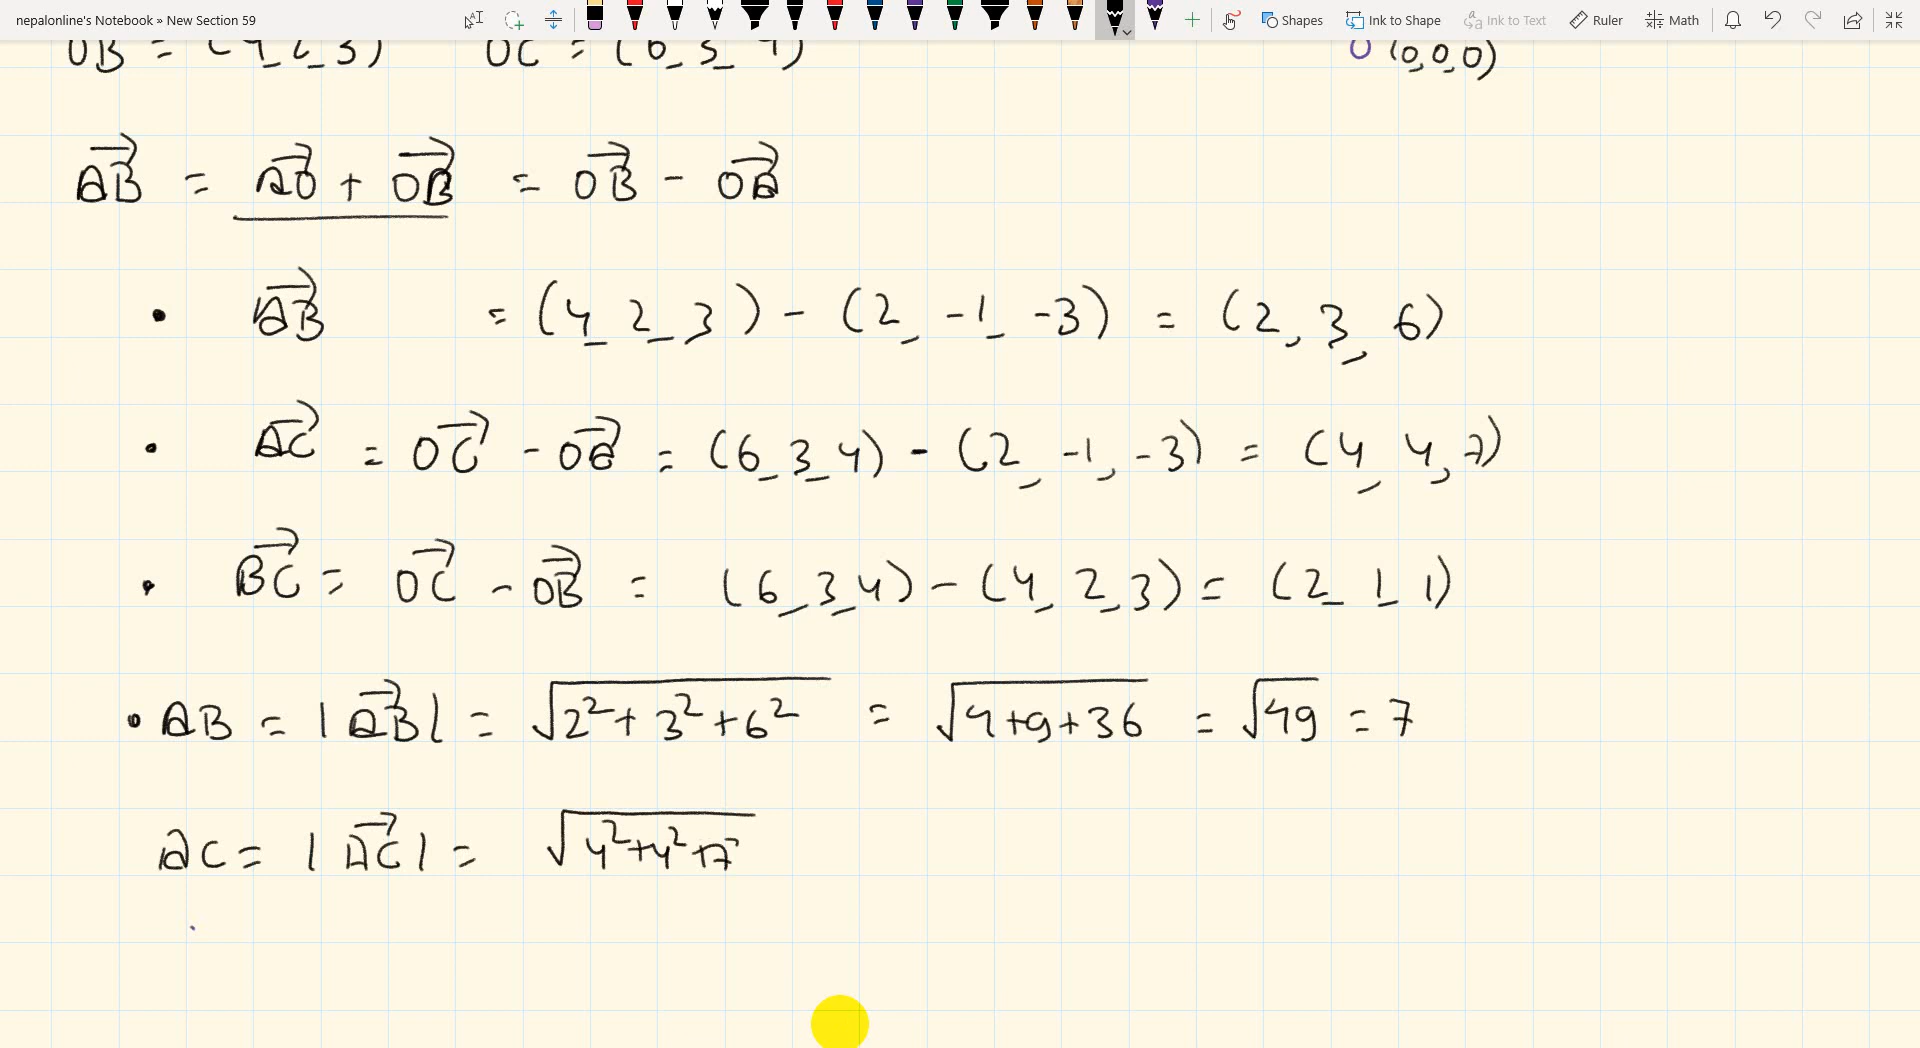 nepalonline's Notebook » New Section 59 Shapes Ink to Shape Ink to Text Ruler Math
OB = (4, 2, 3) OC = (6, 3, 4) O (0,0,0)
AB = AO + OB = OB - OA
• AB = (4, 2, 3) - (2, -1, -3) = (2, 3, 6)
• AC = OC - OA = (6, 3, 4) - (2, -1, -3) = (4, 4, 7)
• BC = OC - OB = (6, 3, 4) - (4, 2, 3) = (2, 1, 1)
• AB = |AB| = √2²+3²+6² = √4+9+36 = √49 = 7
AC = |AC| = √4²+4²+7²